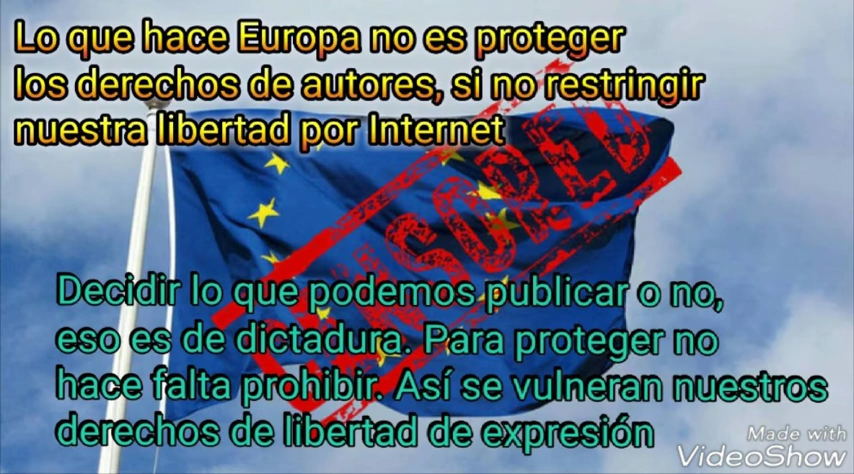 Lo que hace Europa no es proteger
los derechos de autores, si no restringir
nuestra libertad por Internet
CENSORED
Decidir lo que podemos publicar o no,
eso es de dictadura. Para proteger no
hace falta prohibir. Así se vulneran nuestros
derechos de libertad de expresión
Made with
VideoShow